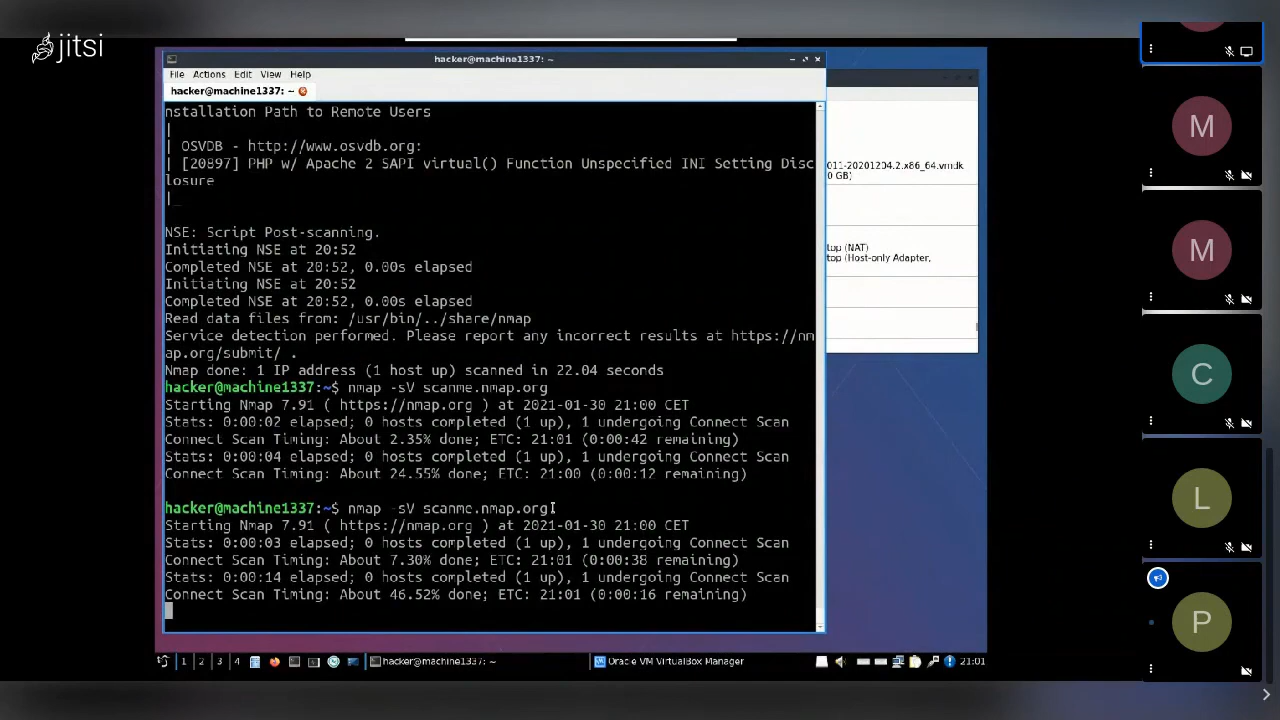 jitsi
hacker@machine1337: ~
File Actions Edit View Help
hacker@machine1337: ~
nstallation Path to Remote Users
|
| OSVDB - http://www.osvdb.org:
| [20897] PHP w/ Apache 2 SAPI virtual() Function Unspecified INI Setting Disc
losure
|_
NSE: Script Post-scanning.
Initiating NSE at 20:52
Completed NSE at 20:52, 0.00s elapsed
Initiating NSE at 20:52
Completed NSE at 20:52, 0.00s elapsed
Read data files from: /usr/bin/../share/nmap
Service detection performed. Please report any incorrect results at https://nm
ap.org/submit/ .
Nmap done: 1 IP address (1 host up) scanned in 22.04 seconds
hacker@machine1337:~$ nmap -sV scanme.nmap.org
Starting Nmap 7.91 ( https://nmap.org ) at 2021-01-30 21:00 CET
Stats: 0:00:02 elapsed; 0 hosts completed (1 up), 1 undergoing Connect Scan
Connect Scan Timing: About 2.35% done; ETC: 21:01 (0:00:42 remaining)
Stats: 0:00:04 elapsed; 0 hosts completed (1 up), 1 undergoing Connect Scan
Connect Scan Timing: About 24.55% done; ETC: 21:00 (0:00:12 remaining)
hacker@machine1337:~$ nmap -sV scanme.nmap.org
Starting Nmap 7.91 ( https://nmap.org ) at 2021-01-30 21:00 CET
Stats: 0:00:03 elapsed; 0 hosts completed (1 up), 1 undergoing Connect Scan
Connect Scan Timing: About 7.30% done; ETC: 21:01 (0:00:38 remaining)
Stats: 0:00:14 elapsed; 0 hosts completed (1 up), 1 undergoing Connect Scan
Connect Scan Timing: About 46.52% done; ETC: 21:01 (0:00:16 remaining)
011-20201204.2.x86_64.vmdk
0 GB)
top (NAT)
top (Host-only Adapter,
1 2 3 4 hacker@machine1337: ~ Oracle VM VirtualBox Manager 21:01
M
M
C
L
P